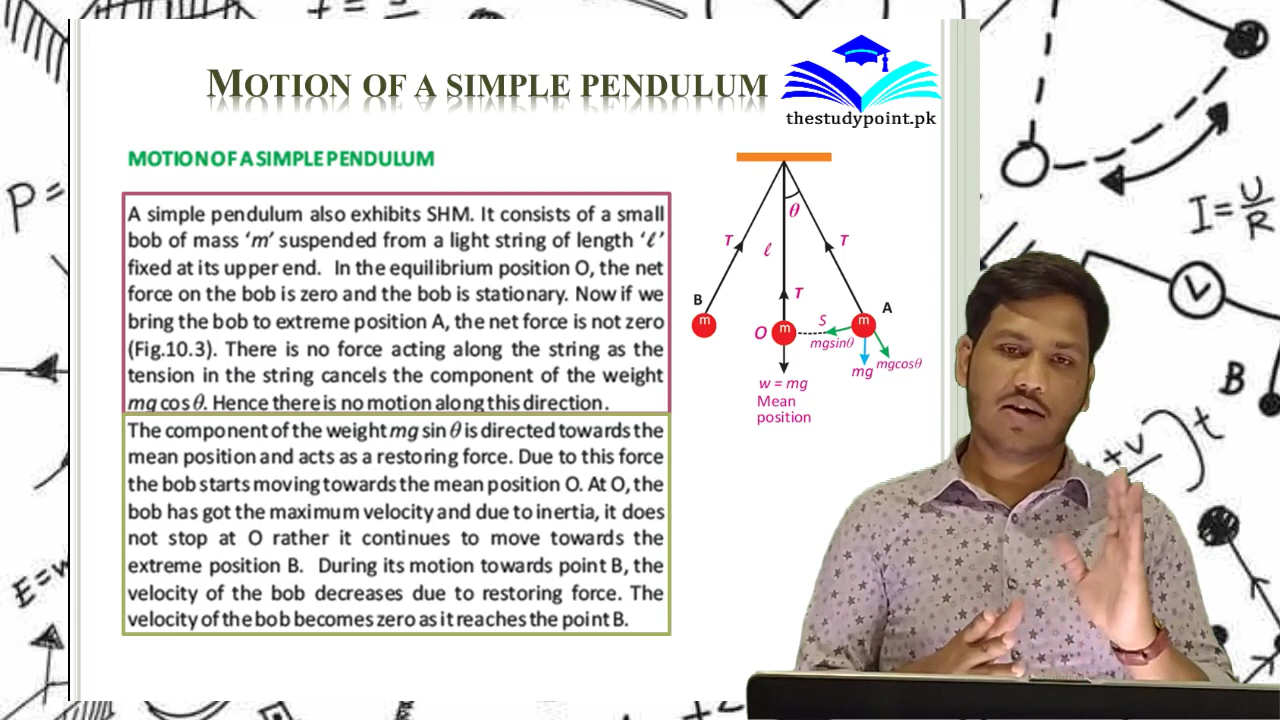 MOTION OF A SIMPLE PENDULUM
thestudypoint.pk
MOTION OF A SIMPLE PENDULUM
A simple pendulum also exhibits SHM. It consists of a small
bob of mass ‘m’ suspended from a light string of length ‘ℓ’
fixed at its upper end. In the equilibrium position O, the net
force on the bob is zero and the bob is stationary. Now if we
bring the bob to extreme position A, the net force is not zero
(Fig.10.3). There is no force acting along the string as the
tension in the string cancels the component of the weight
mg cos θ. Hence there is no motion along this direction.
The component of the weight mg sin θ is directed towards the
mean position and acts as a restoring force. Due to this force
the bob starts moving towards the mean position O. At O, the
bob has got the maximum velocity and due to inertia, it does
not stop at O rather it continues to move towards the
extreme position B. During its motion towards point B, the
velocity of the bob decreases due to restoring force. The
velocity of the bob becomes zero as it reaches the point B.
θ
T
T
ℓ
T
B
A
m
O
m
S
m
mgsinθ
mg
mgcosθ
w = mg
Mean
position
P=
I=U/R
V
B
+v
t